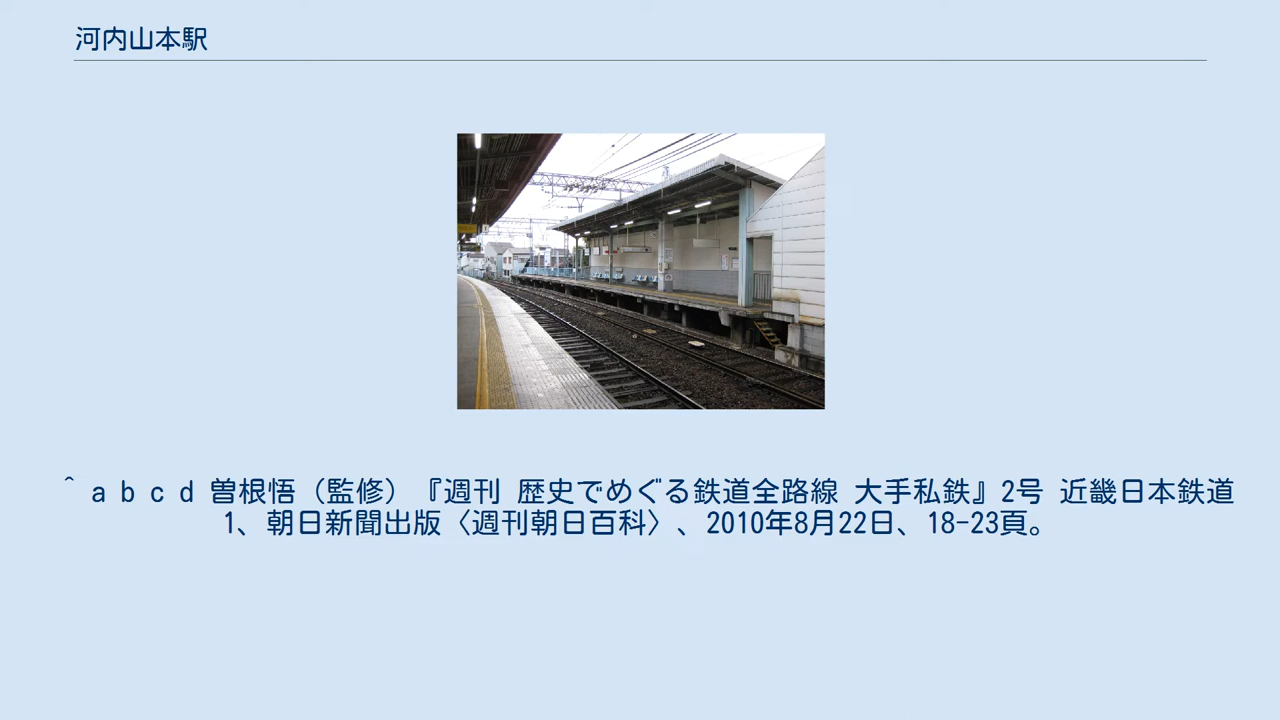 河内山本駅
^ a b c d 曽根悟（監修）『週刊 歴史でめぐる鉄道全路線 大手私鉄』2号 近畿日本鉄道
1、朝日新聞出版〈週刊朝日百科〉、2010年8月22日、18-23頁。